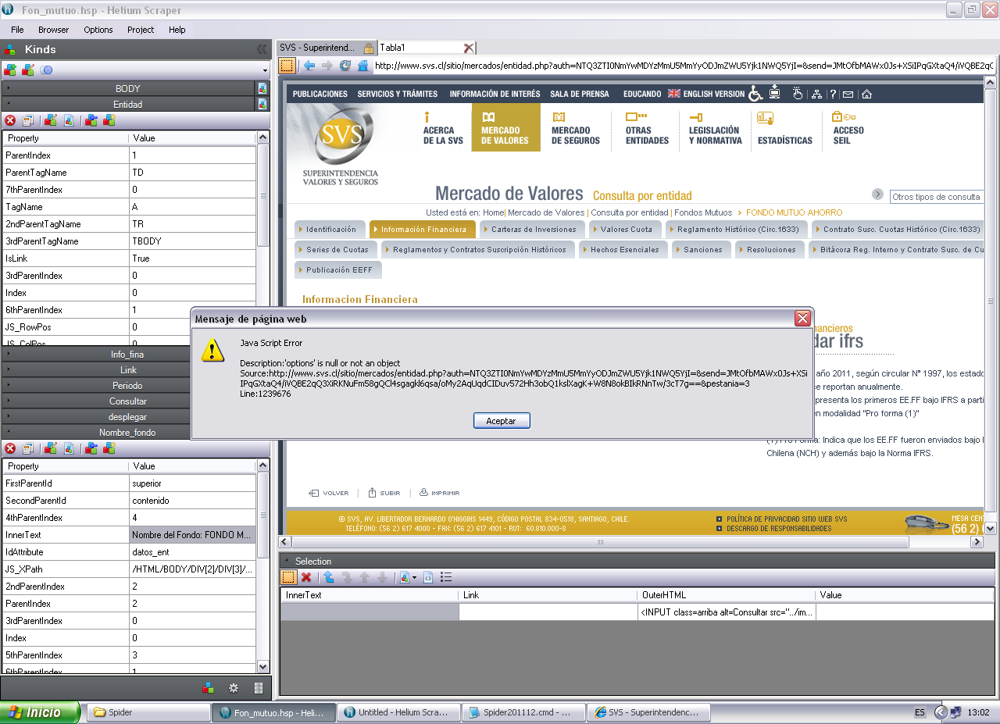 Fon_mutuo.hsp - Helium Scraper
File Browser Options Project Help
Kinds
BODY
Entidad
Property Value
ParentIndex 1
ParentTagName TD
7thParentIndex 0
TagName A
2ndParentTagName TR
3rdParentTagName TBODY
IsLink True
3rdParentIndex 0
Index 0
6thParentIndex 1
JS_RowPos 0
JS_ColPos 0
Info_fina
Link
Periodo
Consultar
desplegar
Nombre_fondo
Property Value
FirstParentId superior
SecondParentId contenido
4thParentIndex 4
InnerText Nombre del Fondo: FONDO M...
IdAttribute datos_ent
JS_XPath /HTML/BODY/DIV[2]/DIV[3]/...
2ndParentIndex 2
ParentIndex 2
3rdParentIndex 0
Index 0
5thParentIndex 3
6thParentIndex 1
SVS - Superintend... Tabla1
http://www.svs.cl/sitio/mercados/entidad.php?auth=NTQ3ZTI0NmYwMDYzMmU5MmYyODJmZWU5Yjk1NWQ5YjI=&send=JMtOfbMAWx0Js+XSiIPqGXtaQ4/iVQBE2qQ
PUBLICACIONES SERVICIOS Y TRÁMITES INFORMACIÓN DE INTERÉS SALA DE PRENSA EDUCANDO ENGLISH VERSION
SVS
SUPERINTENDENCIA
VALORES Y SEGUROS
ACERCA
DE LA SVS
MERCADO
DE VALORES
MERCADO
DE SEGUROS
OTRAS
ENTIDADES
LEGISLACIÓN
Y NORMATIVA
ESTADÍSTICAS
ACCESO
SEIL
Mercado de Valores Consulta por entidad
Otros tipos de consulta
Usted está en: Home| Mercado de Valores | Consulta por entidad | Fondos Mutuos > FONDO MUTUO AHORRO
Identificación Información Financiera Carteras de Inversiones Valores Cuota Reglamento Histórico (Circ.1633) Contrato Susc. Cuotas Histórico (Circ.1633)
Series de Cuotas Reglamentos y Contratos Suscripción Históricos Hechos Esenciales Sanciones Resoluciones Bitácora Reg. Interno y Contrato Susc. de Cu
Publicación EEFF
Informacion Financiera
Mensaje de página web
Java Script Error
Description:'options' is null or not an object
Source:http://www.svs.cl/sitio/mercados/entidad.php?auth=NTQ3ZTI0NmYwMDYzMmU5MmYyODJmZWU5Yjk1NWQ5YjI=&send=JMtOfbMAWx0Js+XSi
IPqGXtaQ4/iVQBE2qQ3XiRKNuFm58gQCl4sgagkl6qsa/oMy2AqUqdCIDuv572Hh3obQ1kslXagK+W8N8okBIkRNnTw/3cT7g==&pestania=3
Line:1239676
Aceptar
ncieros
dar ifrs
año 2011, según circular N° 1997, los estado
ce reportan anualmente.
epresenta los primeros EE.FF bajo IFRS a parti
en modalidad "Pro forma (1)"
(1) Pro Forma: Indica que los EE.FF fueron enviados bajo l
Chilena (NCH) y además bajo la Norma IFRS.
VOLVER | SUBIR | IMPRIMIR
© SVS, AV. LIBERTADOR BERNARDO O'HIGGINS 1449, CÓDIGO POSTAL 834-0518, SANTIAGO, CHILE.
TELÉFONO: (56 2) 617 4000 - FAX: (56 2) 617 4101 - RUT: 60.810.000-8
POLÍTICA DE PRIVACIDAD SITIO WEB SVS
DESCARGO DE RESPONSABILIDADES
MESA CEN
(56 2) 6
Selection
InnerText Link OuterHTML Value
<INPUT class=arriba alt=Consultar src="../im...
Inicio Spider Fon_mutuo.hsp - Heli... Untitled - Helium Scra... Spider201112.cmd - ... SVS - Superintendenc... ES 13:02